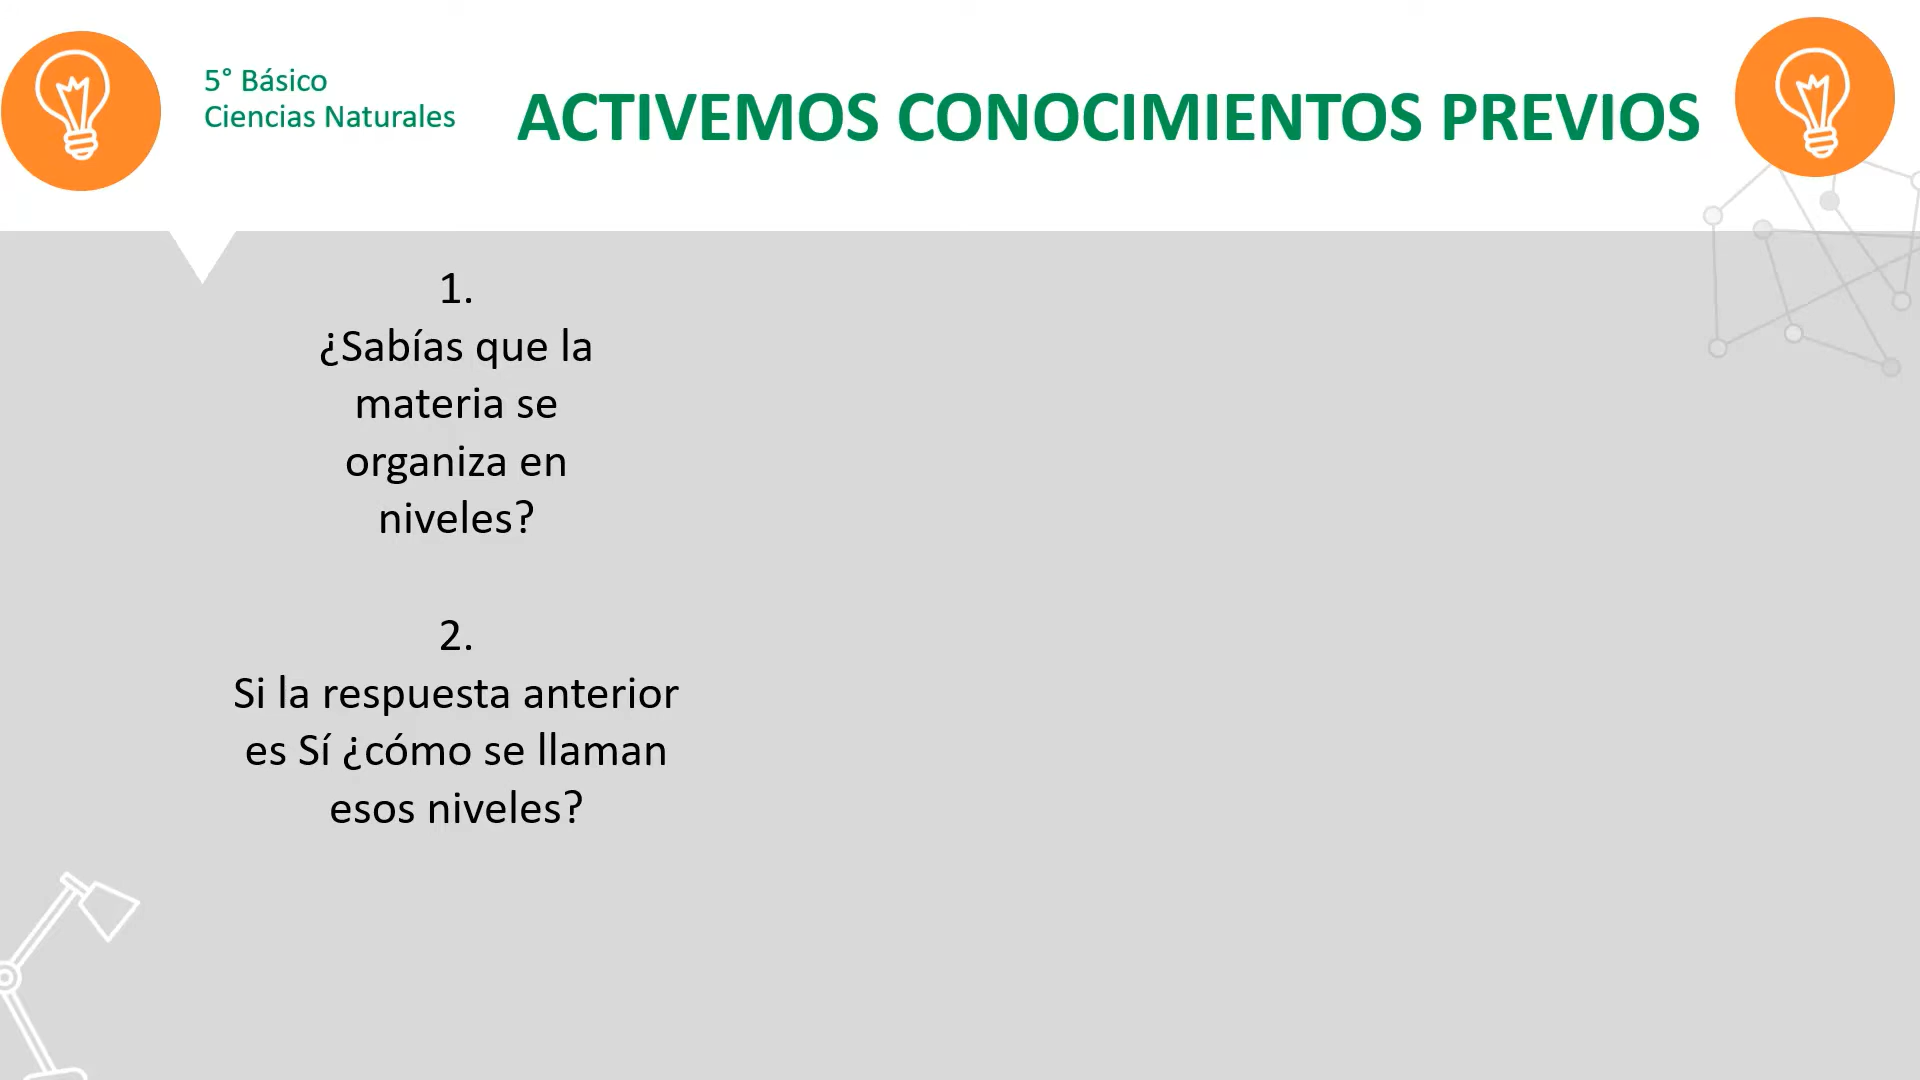 5° Básico
Ciencias Naturales
ACTIVEMOS CONOCIMIENTOS PREVIOS
1.
¿Sabías que la
materia se
organiza en
niveles?
2.
Si la respuesta anterior
es Sí ¿cómo se llaman
esos niveles?